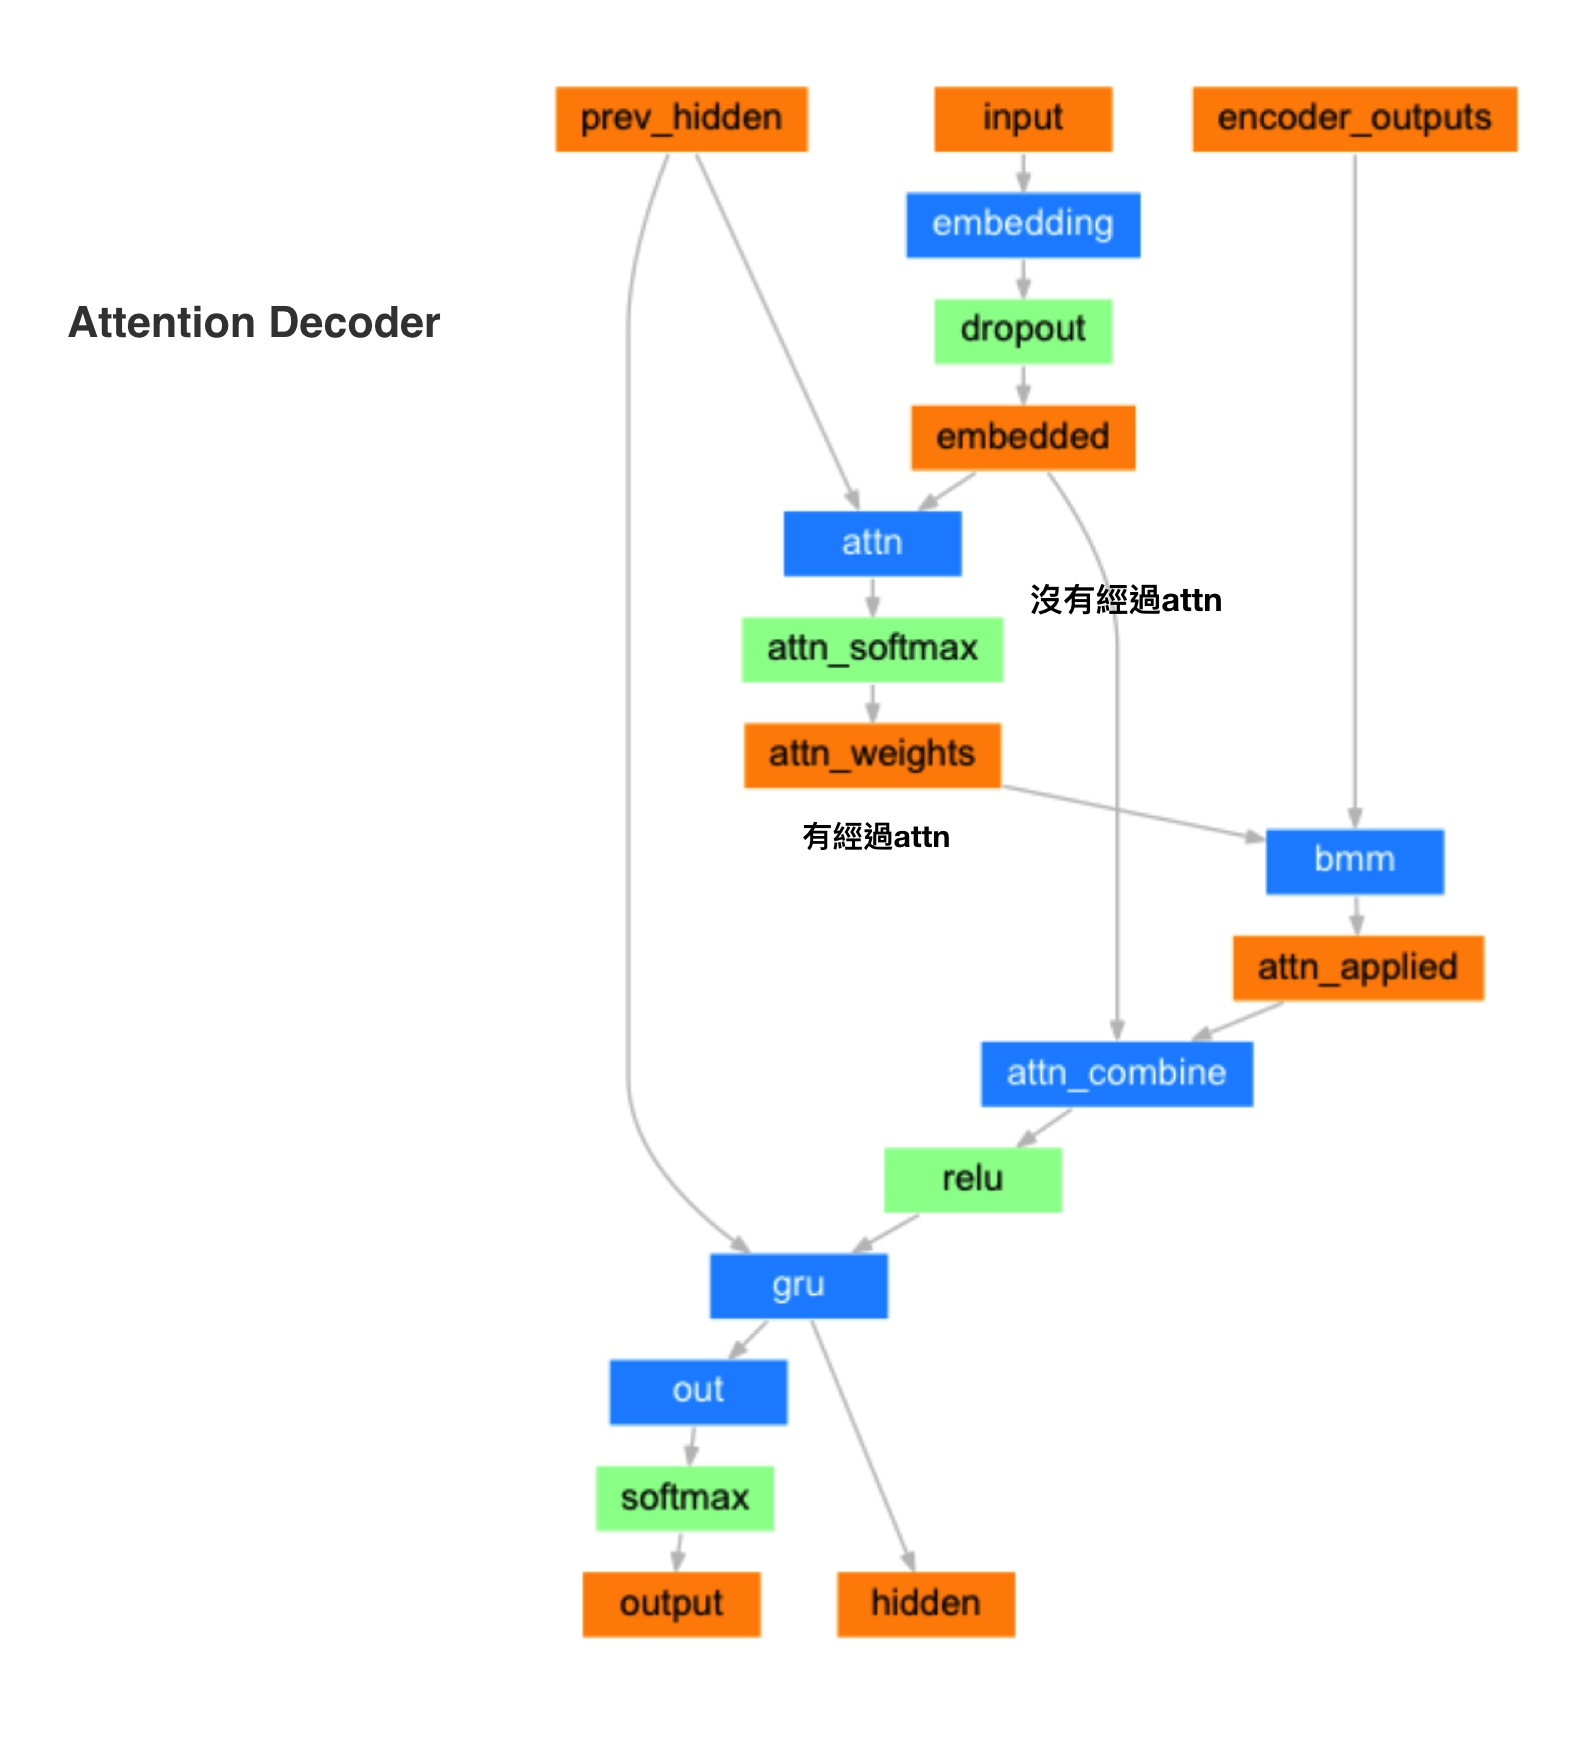 prev_hidden
input
encoder_outputs
embedding
Attention Decoder
dropout
embedded
attn
沒有經過attn
attn_softmax
attn_weights
有經過attn
bmm
attn_applied
attn_combine
relu
gru
out
softmax
output
hidden